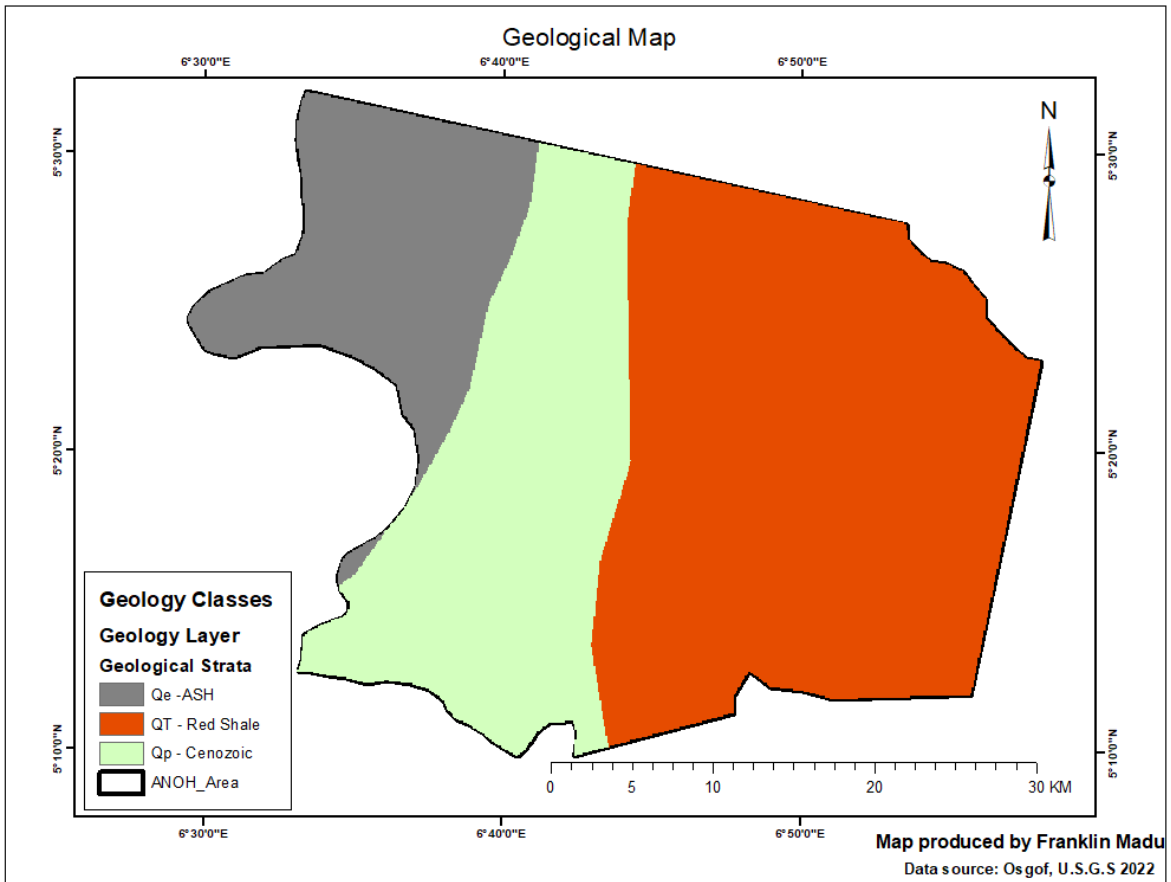 Geological Map
6°30'0"E 6°40'0"E 6°50'0"E
N
5°30'0"N 5°30'0"N
5°20'0"N 5°20'0"N
5°10'0"N 5°10'0"N
Geology Classes
Geology Layer
Geological Strata
Qe -ASH
QT - Red Shale
Qp - Cenozoic
ANOH_Area
0 5 10 20 30 KM
6°30'0"E 6°40'0"E 6°50'0"E
Map produced by Franklin Madu
Data source: Osgof, U.S.G.S 2022